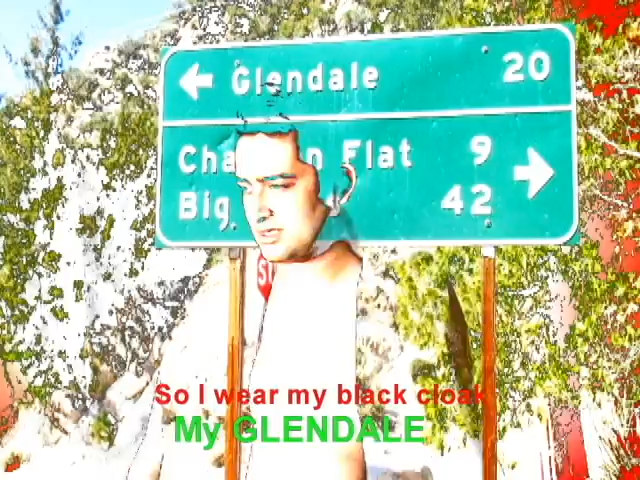 Glendale 20
Flat 9
Big 42
So I wear my black cloak
My GLENDALE